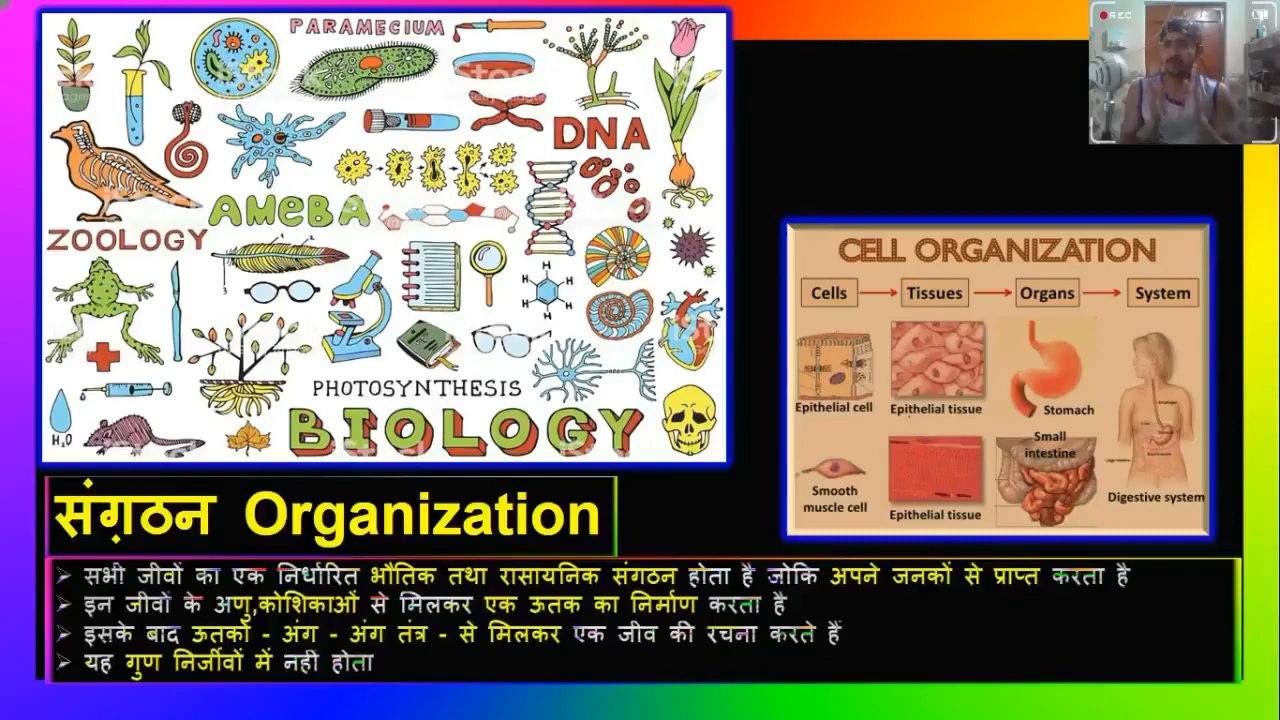 REC
PARAMECIUM
DNA
AMEBA
ZOOLOGY
H H
H H
H₂O
PHOTOSYNTHESIS
BIOLOGY
CELL ORGANIZATION
Cells Tissues Organs System
Epithelial cell Epithelial tissue Stomach
Small
intestine
Smooth
muscle cell
Epithelial tissue
Digestive system
संग़ठन Organization
➢ सभी जीवों का एक निर्धारित भौतिक तथा रासायनिक संगठन होता है जोकि अपने जनकों से प्राप्त करता है
➢ इन जीवों के अणु,कोशिकाओं से मिलकर एक ऊतक का निर्माण करता है
➢ इसके बाद ऊतकों - अंग - अंग तंत्र - से मिलकर एक जीव की रचना करते हैं
➢ यह गुण निर्जीवों में नही होता